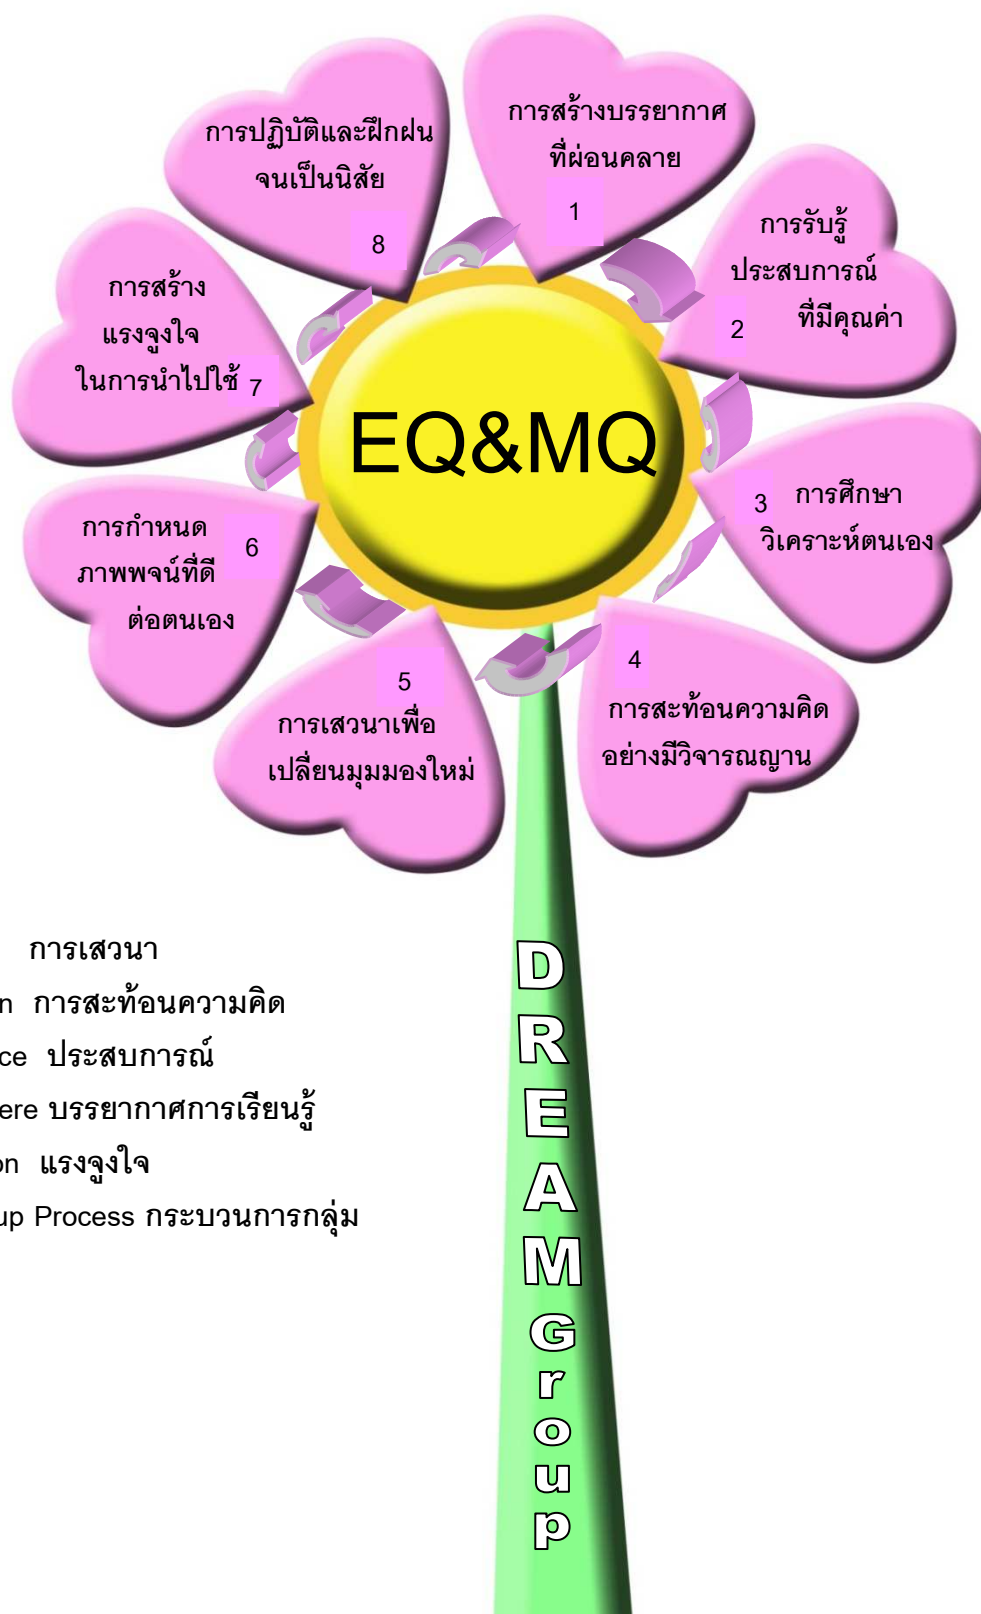 การสร้างบรรยากาศ
ที่ผ่อนคลาย
1
การรับรู้
ประสบการณ์
ที่มีคุณค่า
2
3
การศึกษา
วิเคราะห์ตนเอง
4
การสะท้อนความคิด
อย่างมีวิจารณญาน
5
การเสวนาเพื่อ
เปลี่ยนมุมมองใหม่
6
การกำหนด
ภาพพจน์ที่ดี
ต่อตนเอง
การสร้าง
แรงจูงใจ
ในการนำไปใช้ 7
การปฏิบัติและฝึกฝน
จนเป็นนิสัย
8
EQ&MQ
การเสวนา
n การสะท้อนความคิด
ce ประสบการณ์
ere บรรยากาศการเรียนรู้
on แรงจูงใจ
up Process กระบวนการกลุ่ม
DREAMGroup